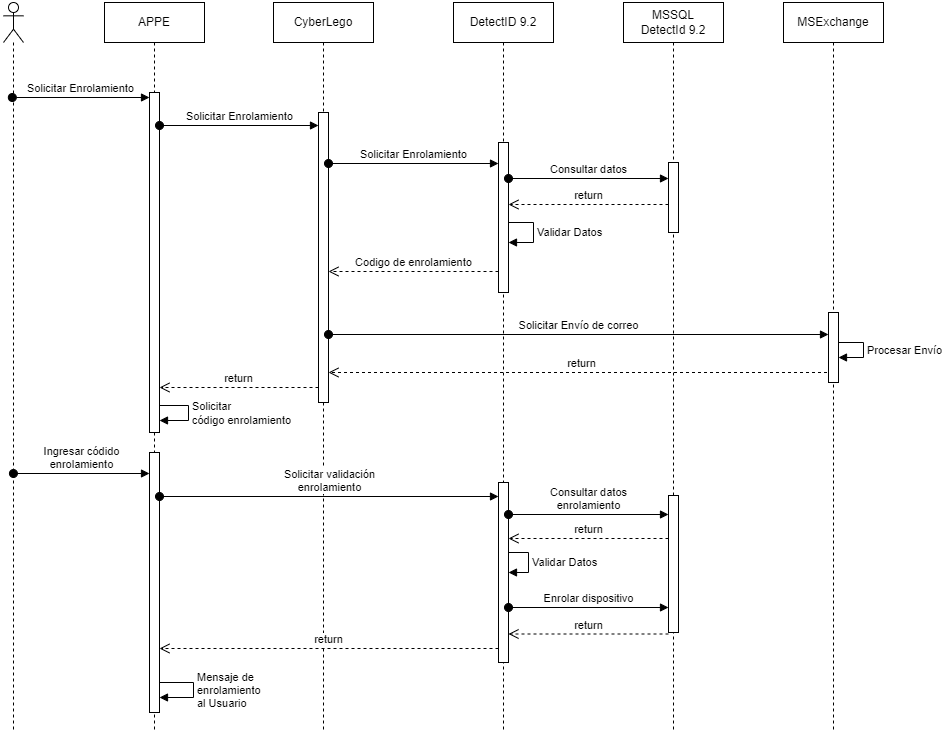 APPE
CyberLego
DetectID 9.2
MSSQL
DetectId 9.2
MSExchange
Solicitar Enrolamiento
Solicitar Enrolamiento
Solicitar Enrolamiento
Consultar datos
return
Validar Datos
Codigo de enrolamiento
Solicitar Envío de correo
Procesar Envío
return
return
Solicitar
código enrolamiento
Ingresar códido
enrolamiento
Solicitar validación
enrolamiento
Consultar datos
enrolamiento
return
Validar Datos
Enrolar dispositivo
return
return
Mensaje de
enrolamiento
al Usuario